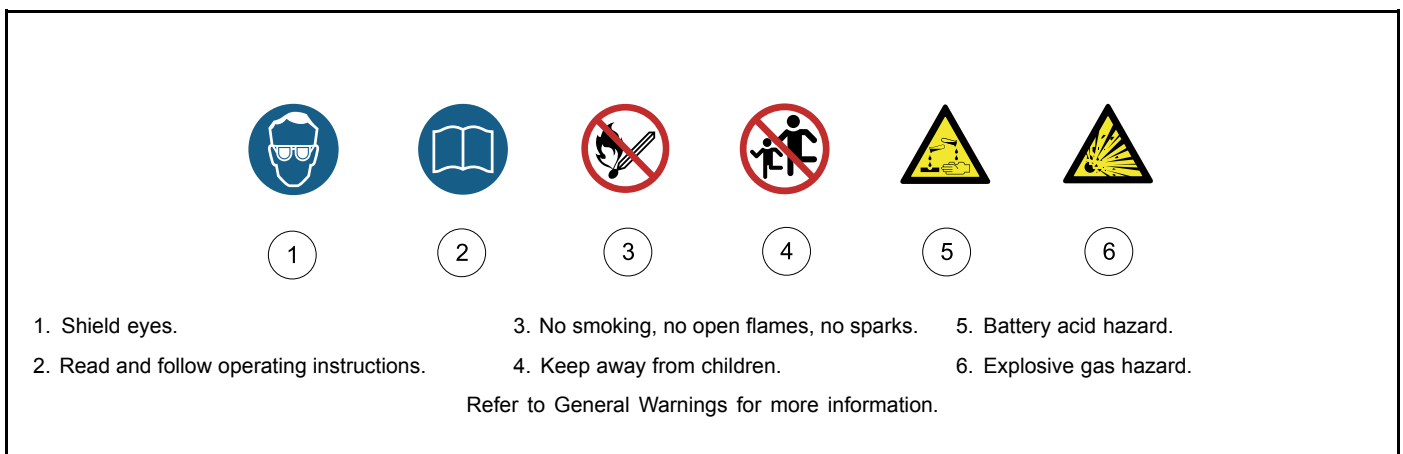 1
2
3
4
5
6
1. Shield eyes.
2. Read and follow operating instructions.
3. No smoking, no open flames, no sparks.
4. Keep away from children.
5. Battery acid hazard.
6. Explosive gas hazard.
Refer to General Warnings for more information.